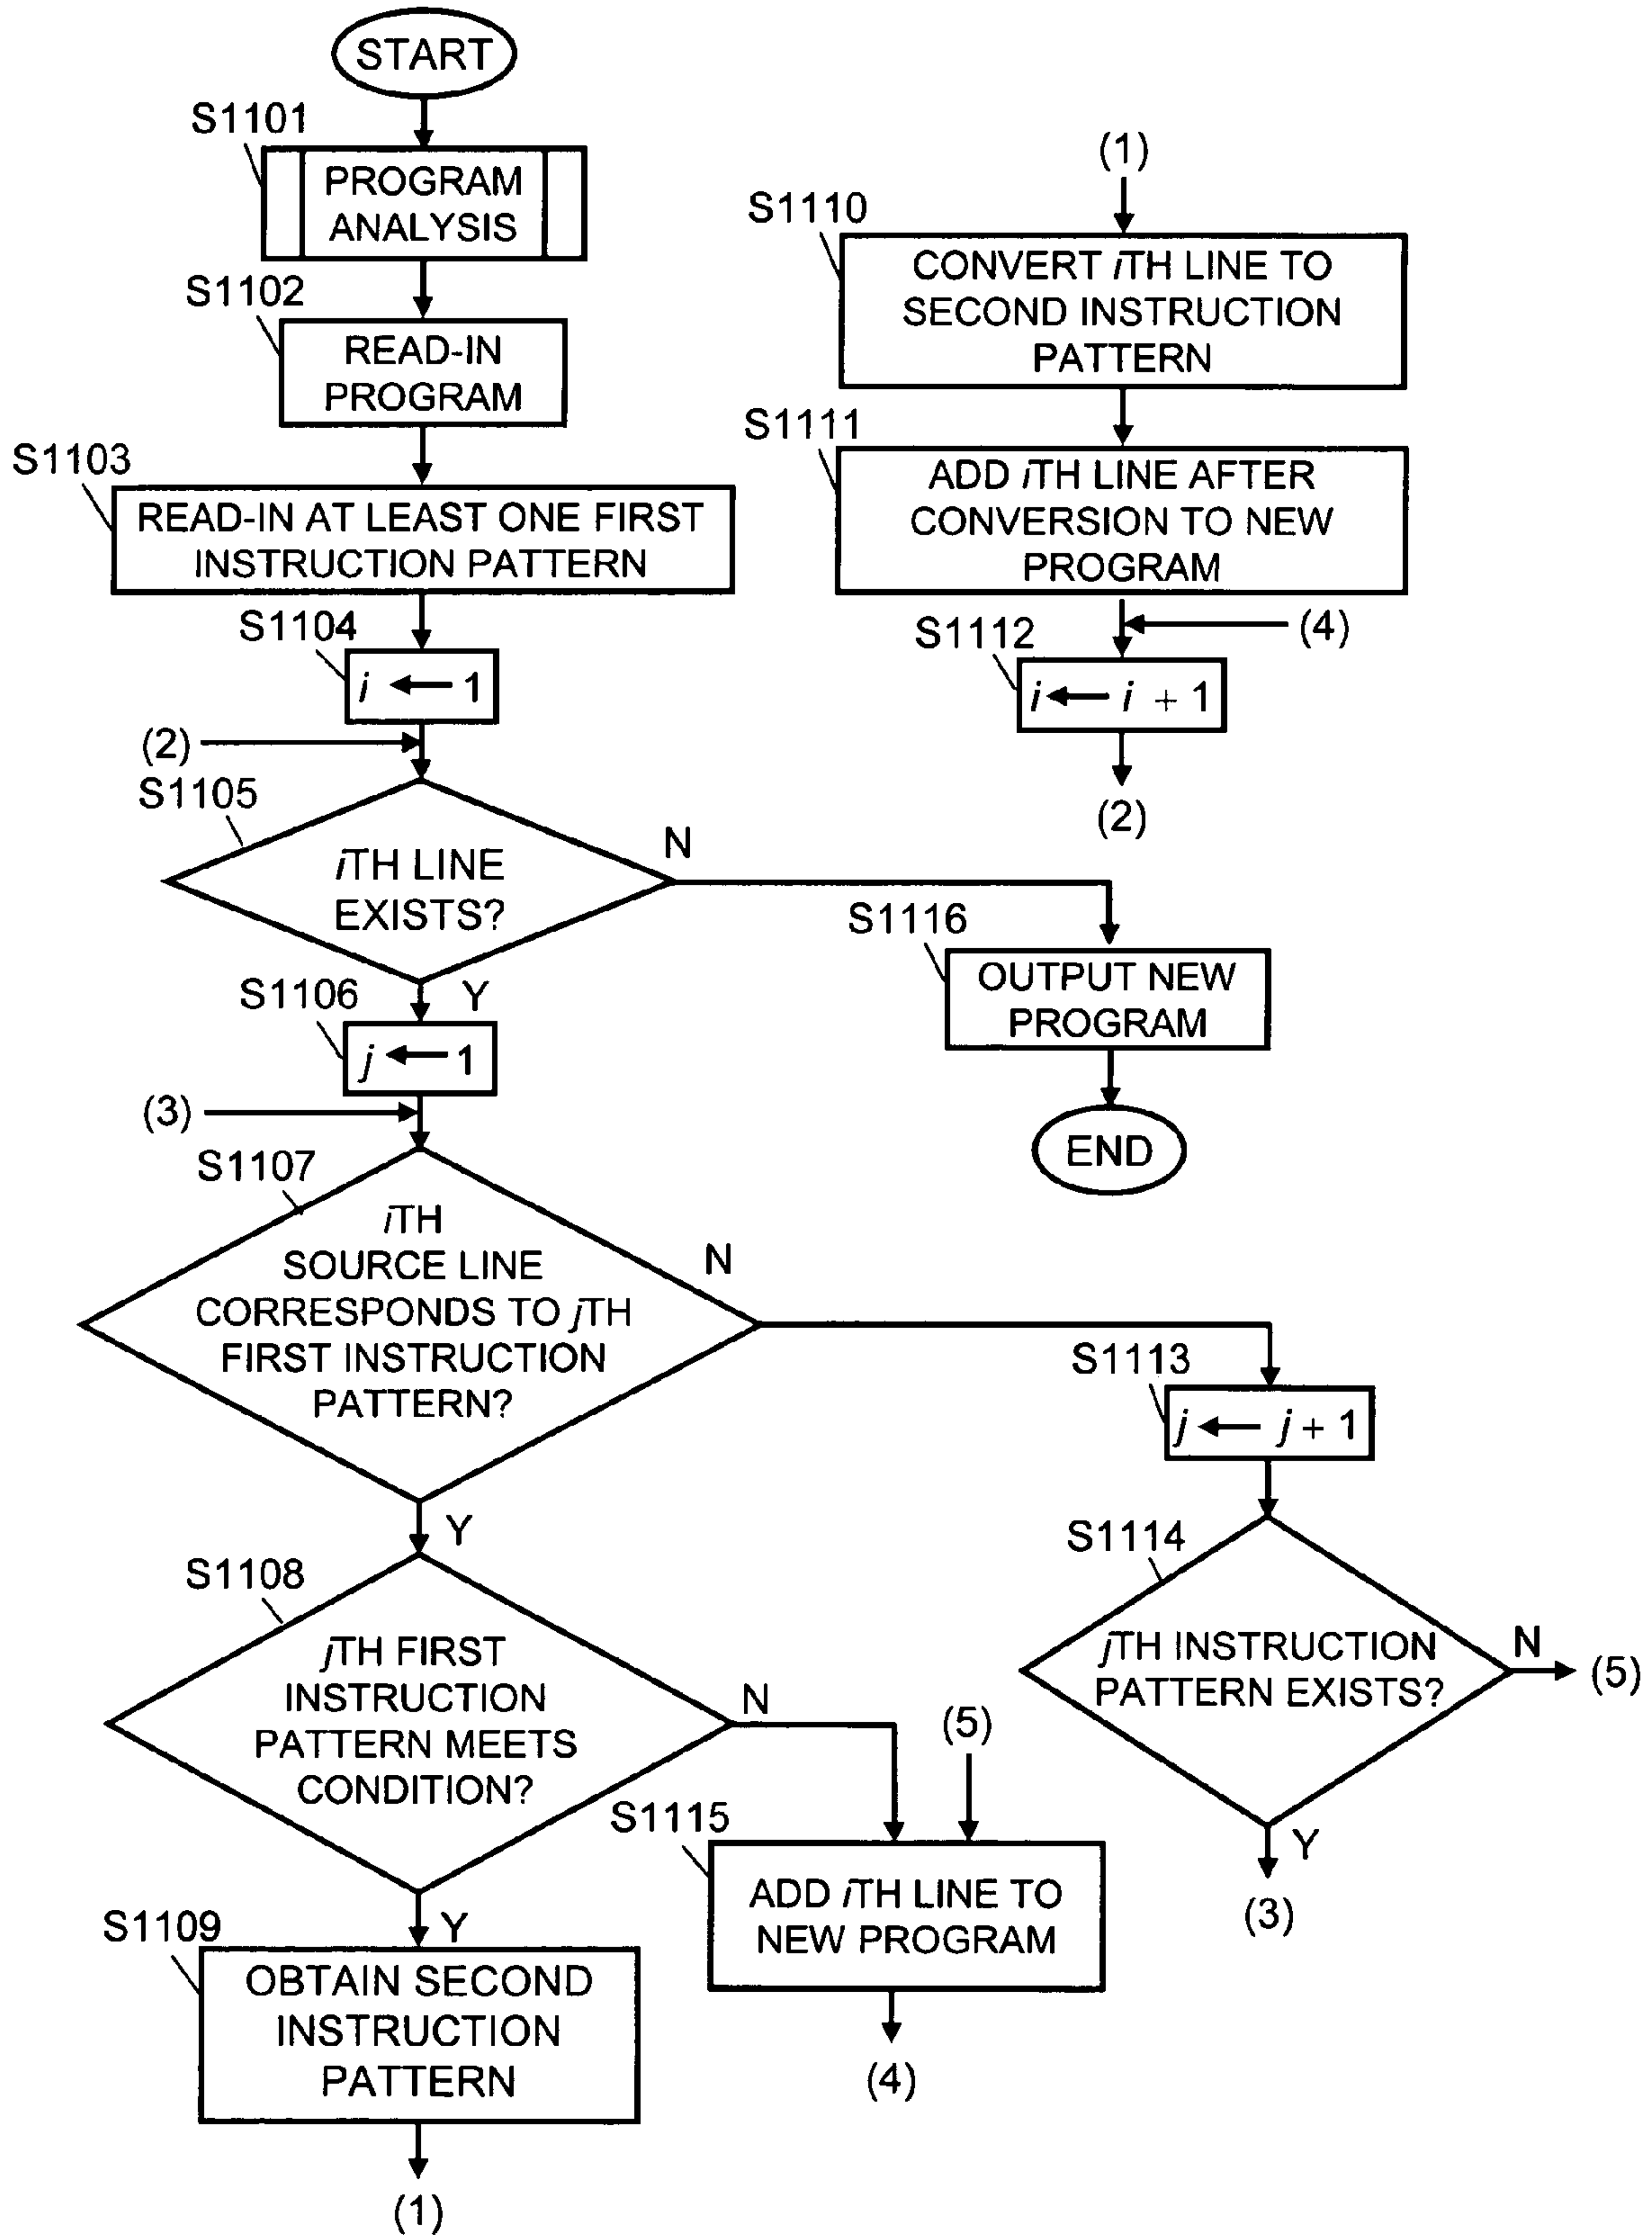 START
S1101
PROGRAM
ANALYSIS
S1102
READ-IN
PROGRAM
S1103
READ-IN AT LEAST ONE FIRST
INSTRUCTION PATTERN
S1104
i ← 1
(2)
S1105
iTH LINE
EXISTS?
N
Y
S1106
j ← 1
(3)
S1107
iTH
SOURCE LINE
CORRESPONDS TO jTH
FIRST INSTRUCTION
PATTERN?
N
Y
S1108
jTH FIRST
INSTRUCTION
PATTERN MEETS
CONDITION?
N
Y
S1109
OBTAIN SECOND
INSTRUCTION
PATTERN
(1)
(1)
S1110
CONVERT iTH LINE TO
SECOND INSTRUCTION
PATTERN
S1111
ADD iTH LINE AFTER
CONVERSION TO NEW
PROGRAM
(4)
S1112
i ← i + 1
(2)
S1116
OUTPUT NEW
PROGRAM
END
S1113
j ← j + 1
S1114
jTH INSTRUCTION
PATTERN EXISTS?
N
(5)
Y
(3)
(5)
S1115
ADD iTH LINE TO
NEW PROGRAM
(4)